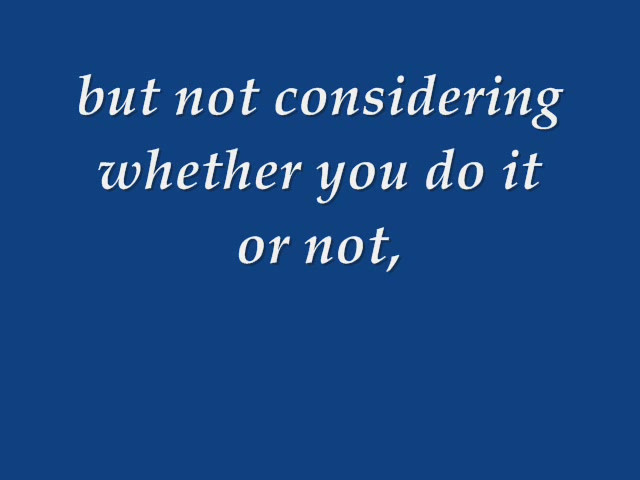 but not considering
whether you do it
or not,